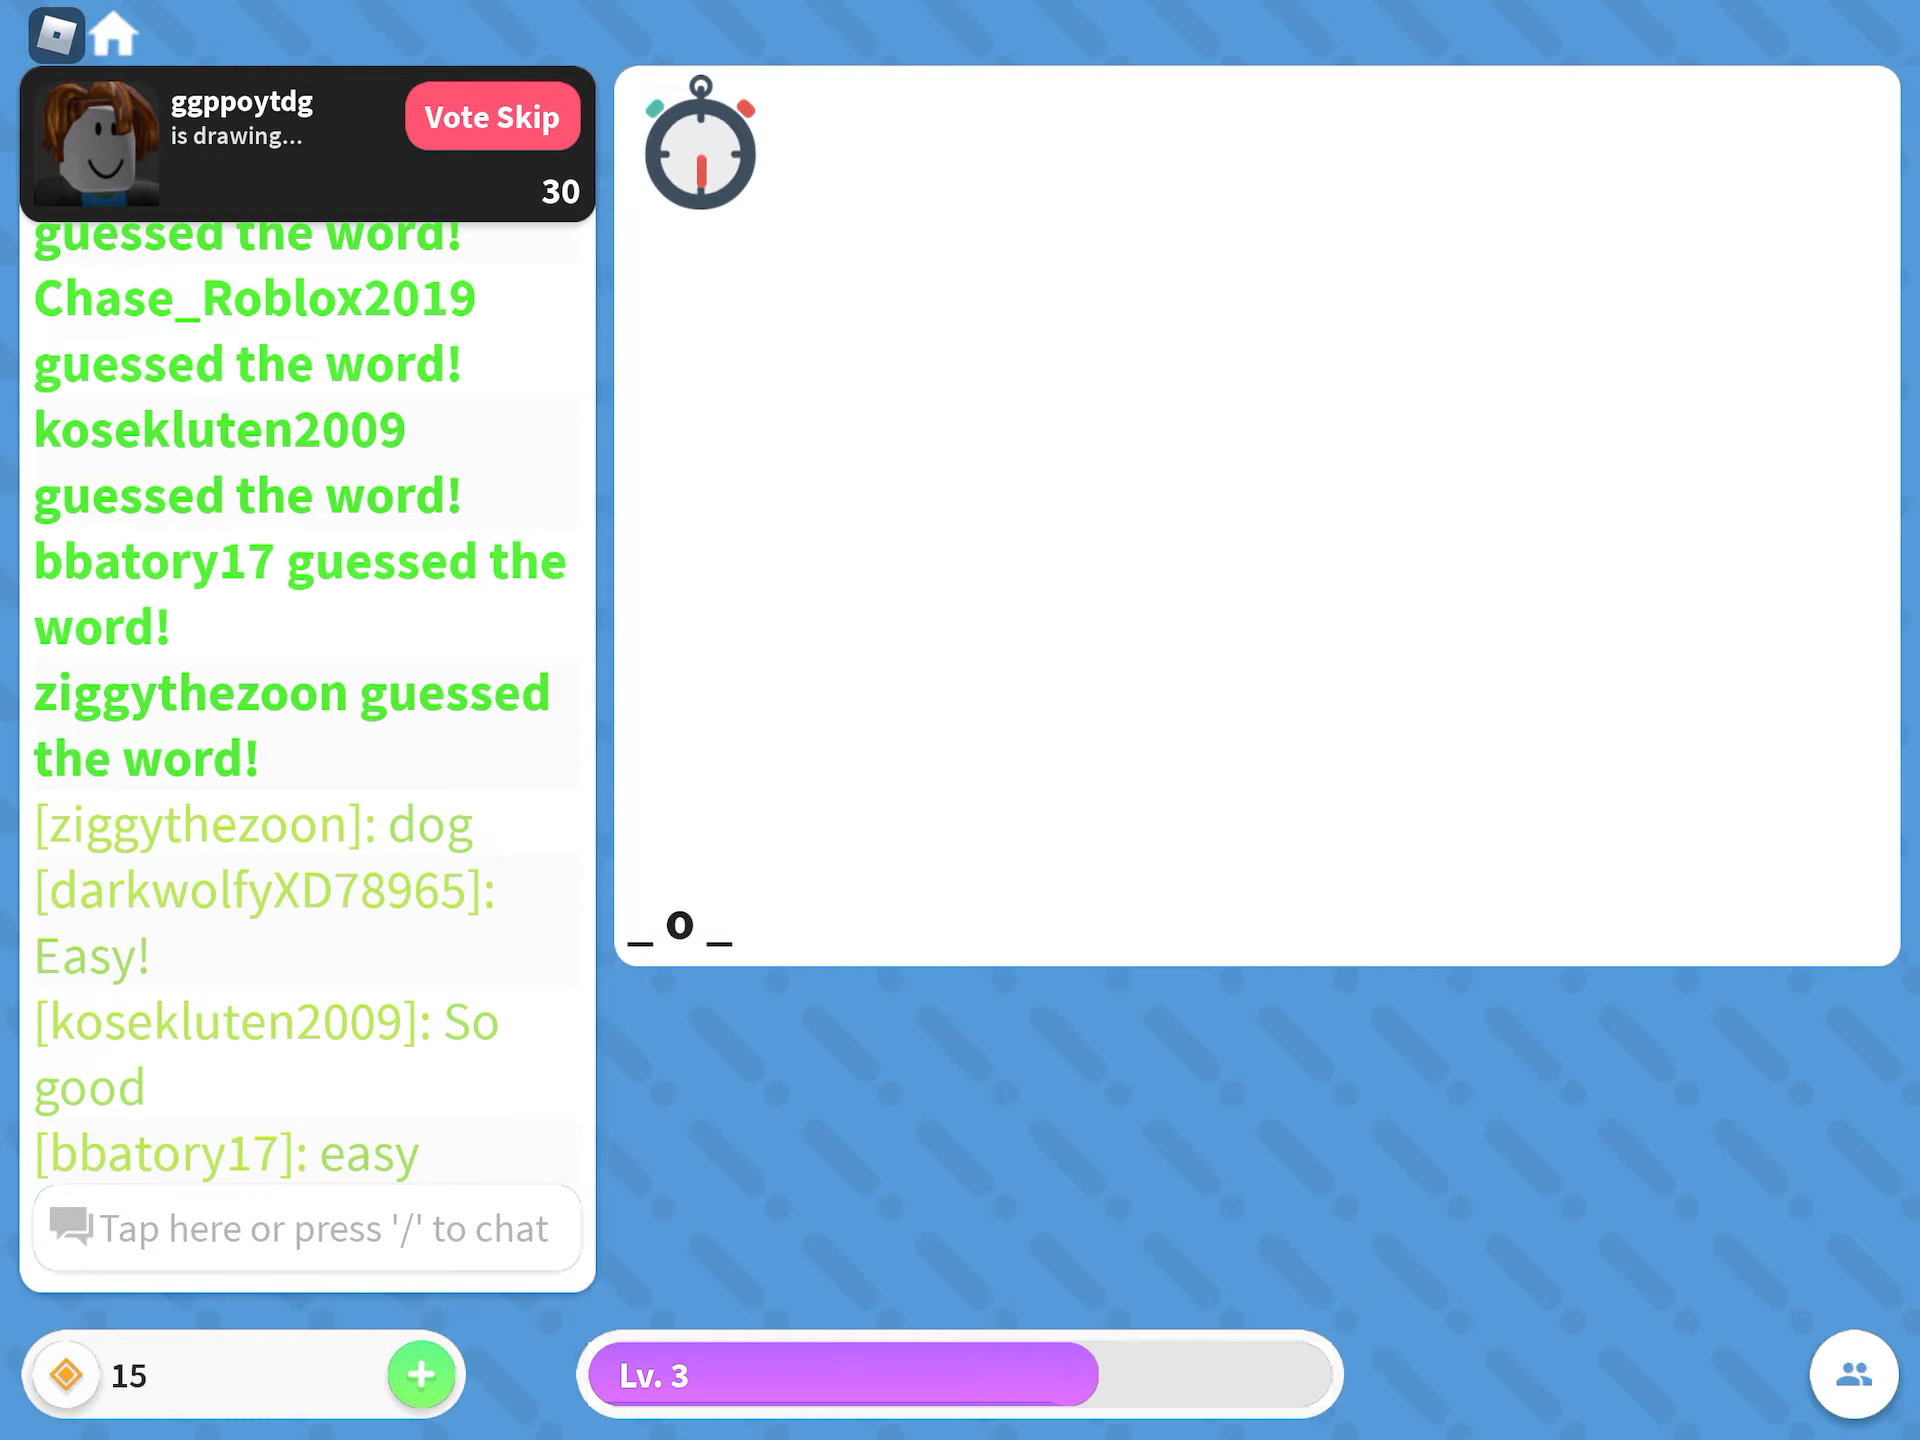 ggppoytdg
is drawing...
Vote Skip
30
guessed the word!
Chase_Roblox2019
guessed the word!
kosekluten2009
guessed the word!
bbatory17 guessed the
word!
ziggythezoon guessed
the word!
[ziggythezoon]: dog
[darkwolfyXD78965]:
Easy!
[kosekluten2009]: So
good
[bbatory17]: easy
Tap here or press '/' to chat
_ o _
15
+
Lv. 3